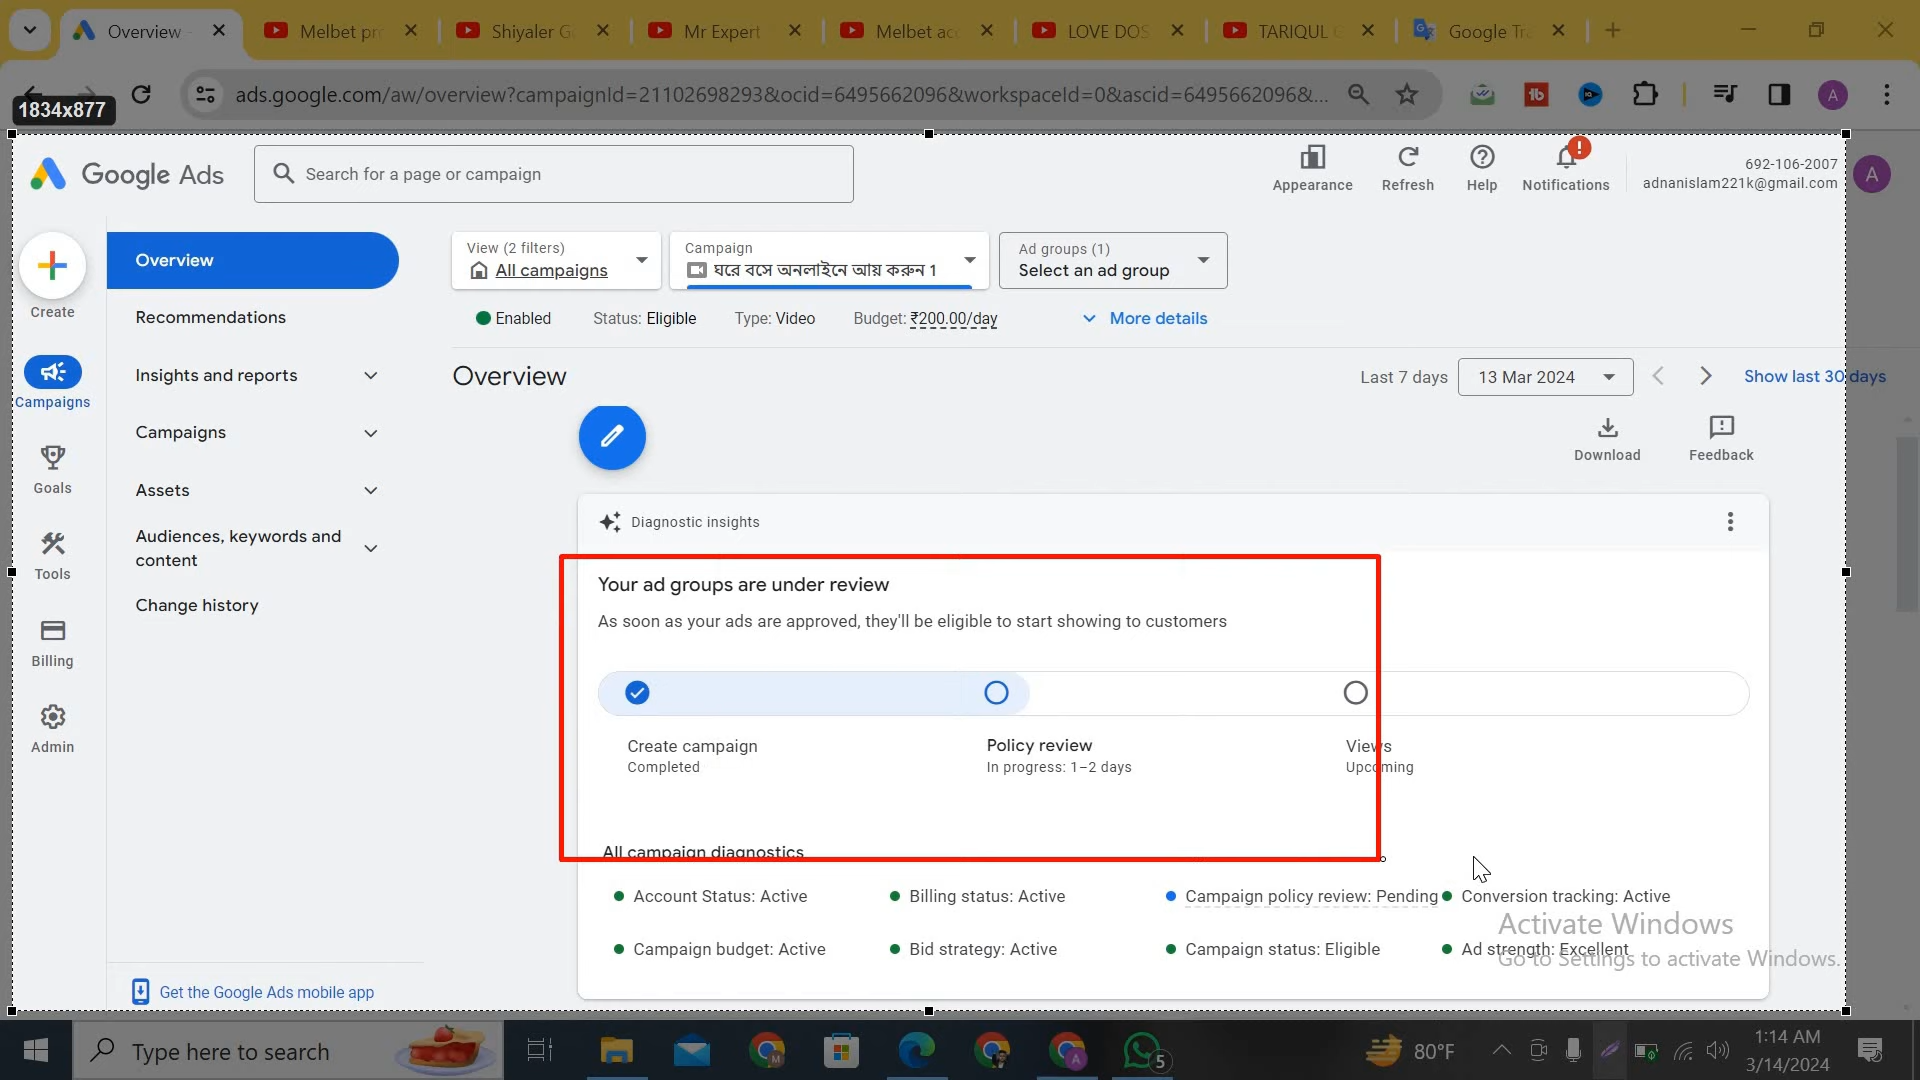 Overview
Melbet pr
Shiyaler G
Mr Expert
Melbet acc
LOVE DOS
TARIQUL G
Google Tra
ads.google.com/aw/overview?campaignId=21102698293&ocid=6495662096&workspaceId=0&ascid=6495662096&...
A
1834x877
Google Ads
Search for a page or campaign
Appearance
Refresh
Help
Notifications
692-106-2007
adnanislam221k@gmail.com
A
Create
Campaigns
Goals
Tools
Billing
Admin
Overview
Recommendations
Insights and reports
Campaigns
Assets
Audiences, keywords and
content
Change history
Get the Google Ads mobile app
View (2 filters)
All campaigns
Campaign
ঘরে বসে অনলাইনে আয় করুন 1
Ad groups (1)
Select an ad group
Enabled
Status: Eligible
Type: Video
Budget: ₹200.00/day
More details
Overview
Last 7 days
13 Mar 2024
Show last 30 days
Download
Feedback
Diagnostic insights
Your ad groups are under review
As soon as your ads are approved, they'll be eligible to start showing to customers
Create campaign
Completed
Policy review
In progress: 1–2 days
Views
Upcoming
All campaign diagnostics
Account Status: Active
Billing status: Active
Campaign policy review: Pending
Conversion tracking: Active
Campaign budget: Active
Bid strategy: Active
Campaign status: Eligible
Ad strength: Excellent
Activate Windows
Go to Settings to activate Windows.
Type here to search
5
80°F
1:14 AM
3/14/2024